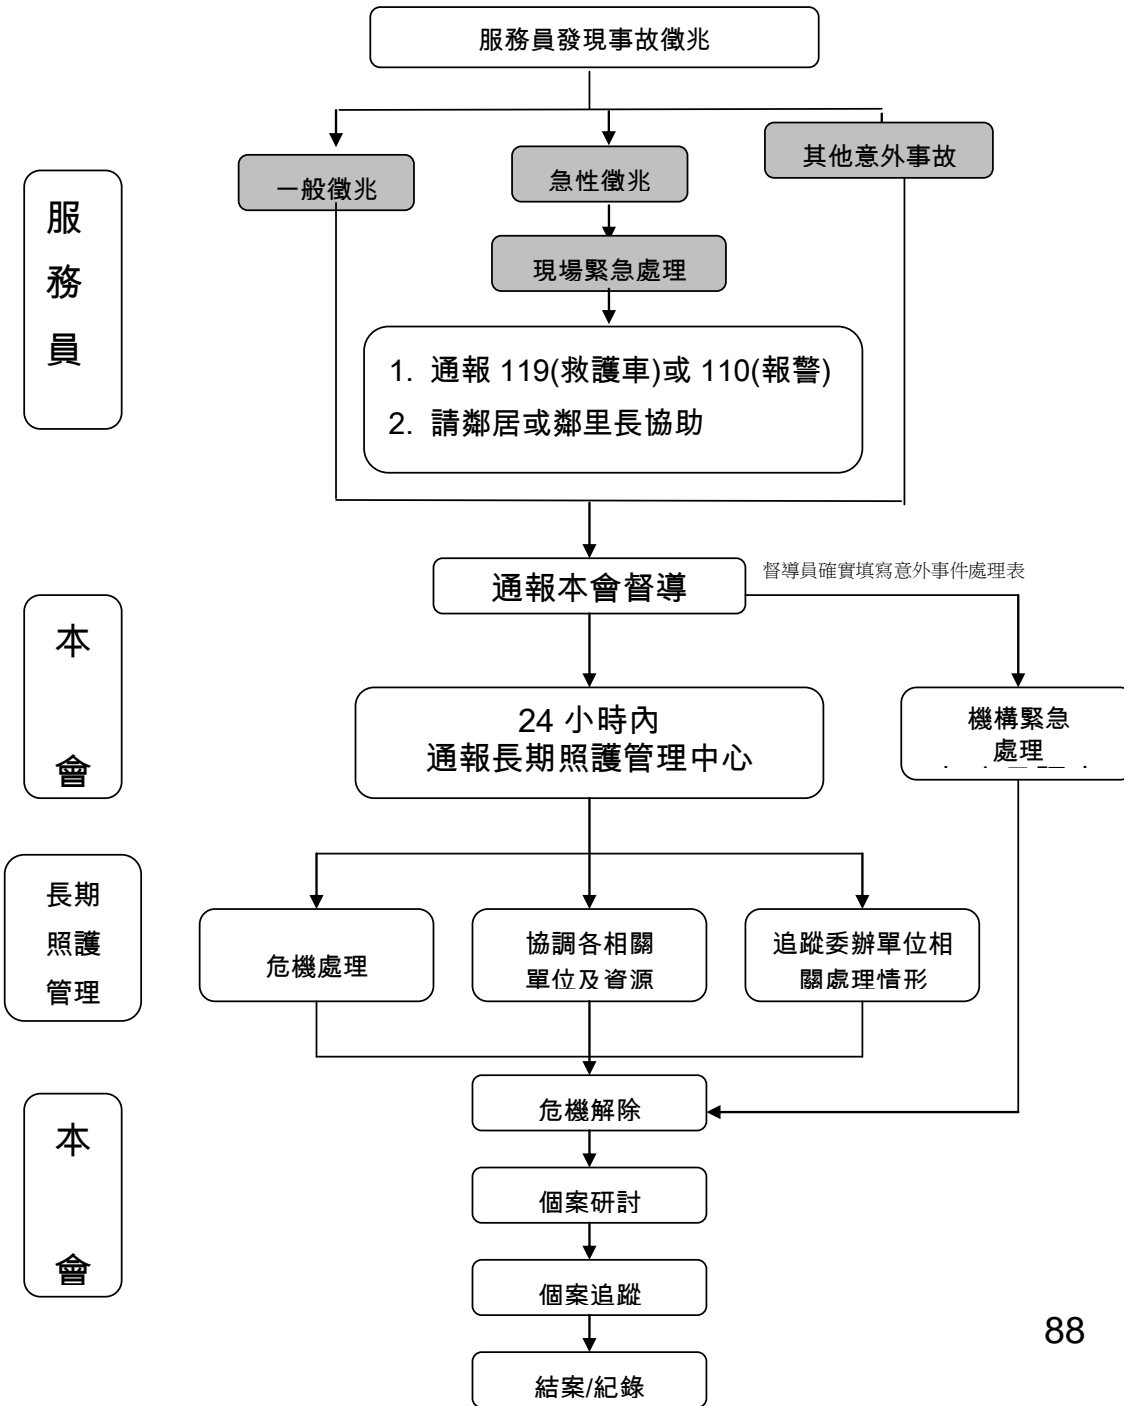 服務員發現事故徵兆
一般徵兆
急性徵兆
其他意外事故
現場緊急處理
服
務
員
1. 通報 119(救護車)或 110(報警)
2. 請鄰居或鄰里長協助
通報本會督導
督導員確實填寫意外事件處理表
本
會
24 小時內
通報長期照護管理中心
機構緊急
處理
長期
照護
管理
危機處理
協調各相關
單位及資源
追蹤委辦單位相
關處理情形
本
會
危機解除
個案研討
個案追蹤
結案/紀錄
88